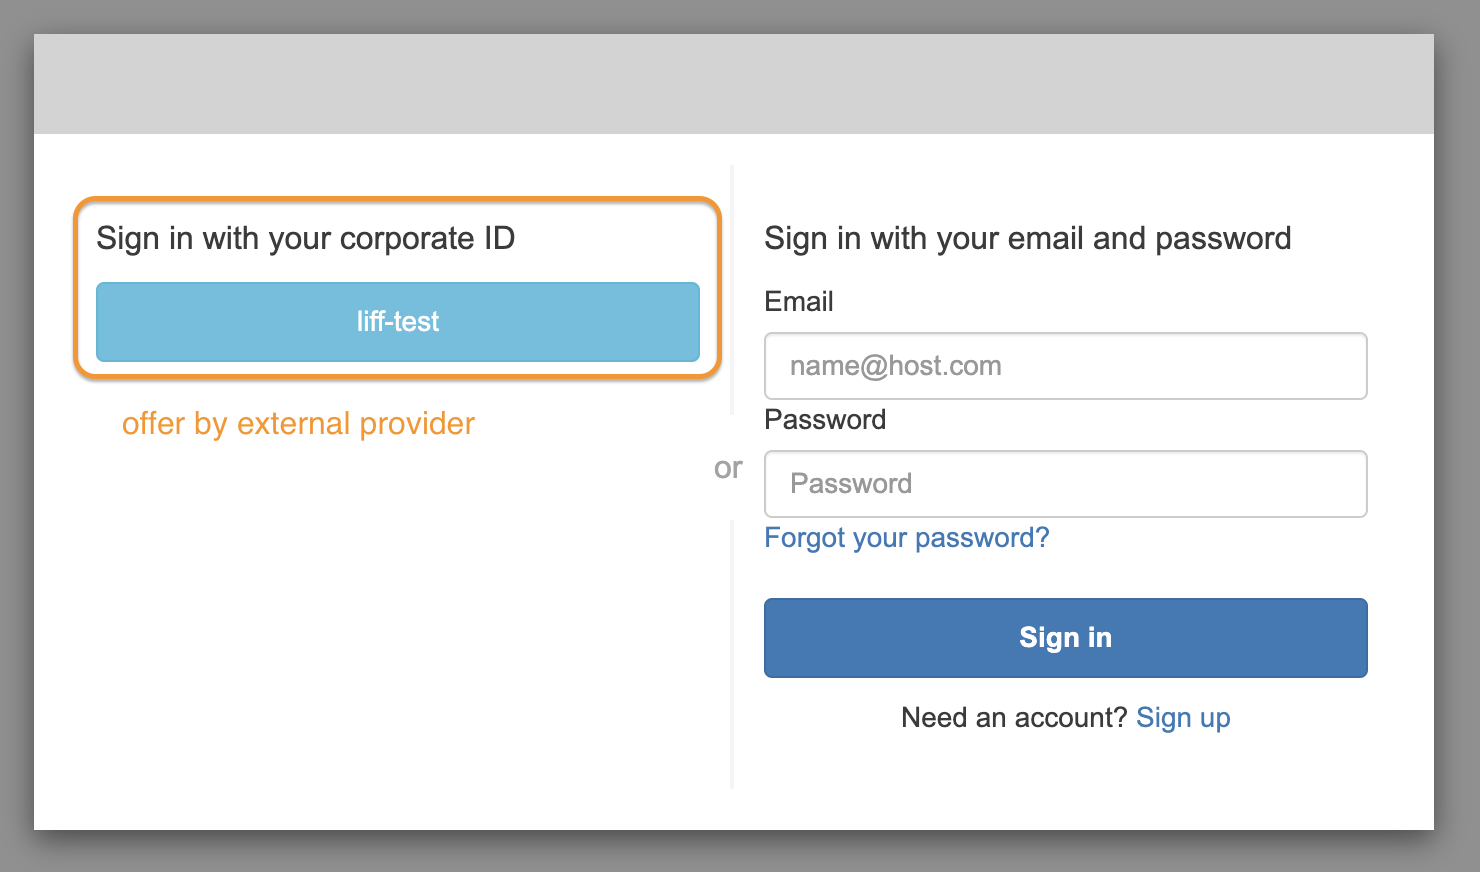 Sign in with your corporate ID
liff-test
offer by external provider
or
Sign in with your email and password
Email
name@host.com
Password
Password
Forgot your password?
Sign in
Need an account? Sign up